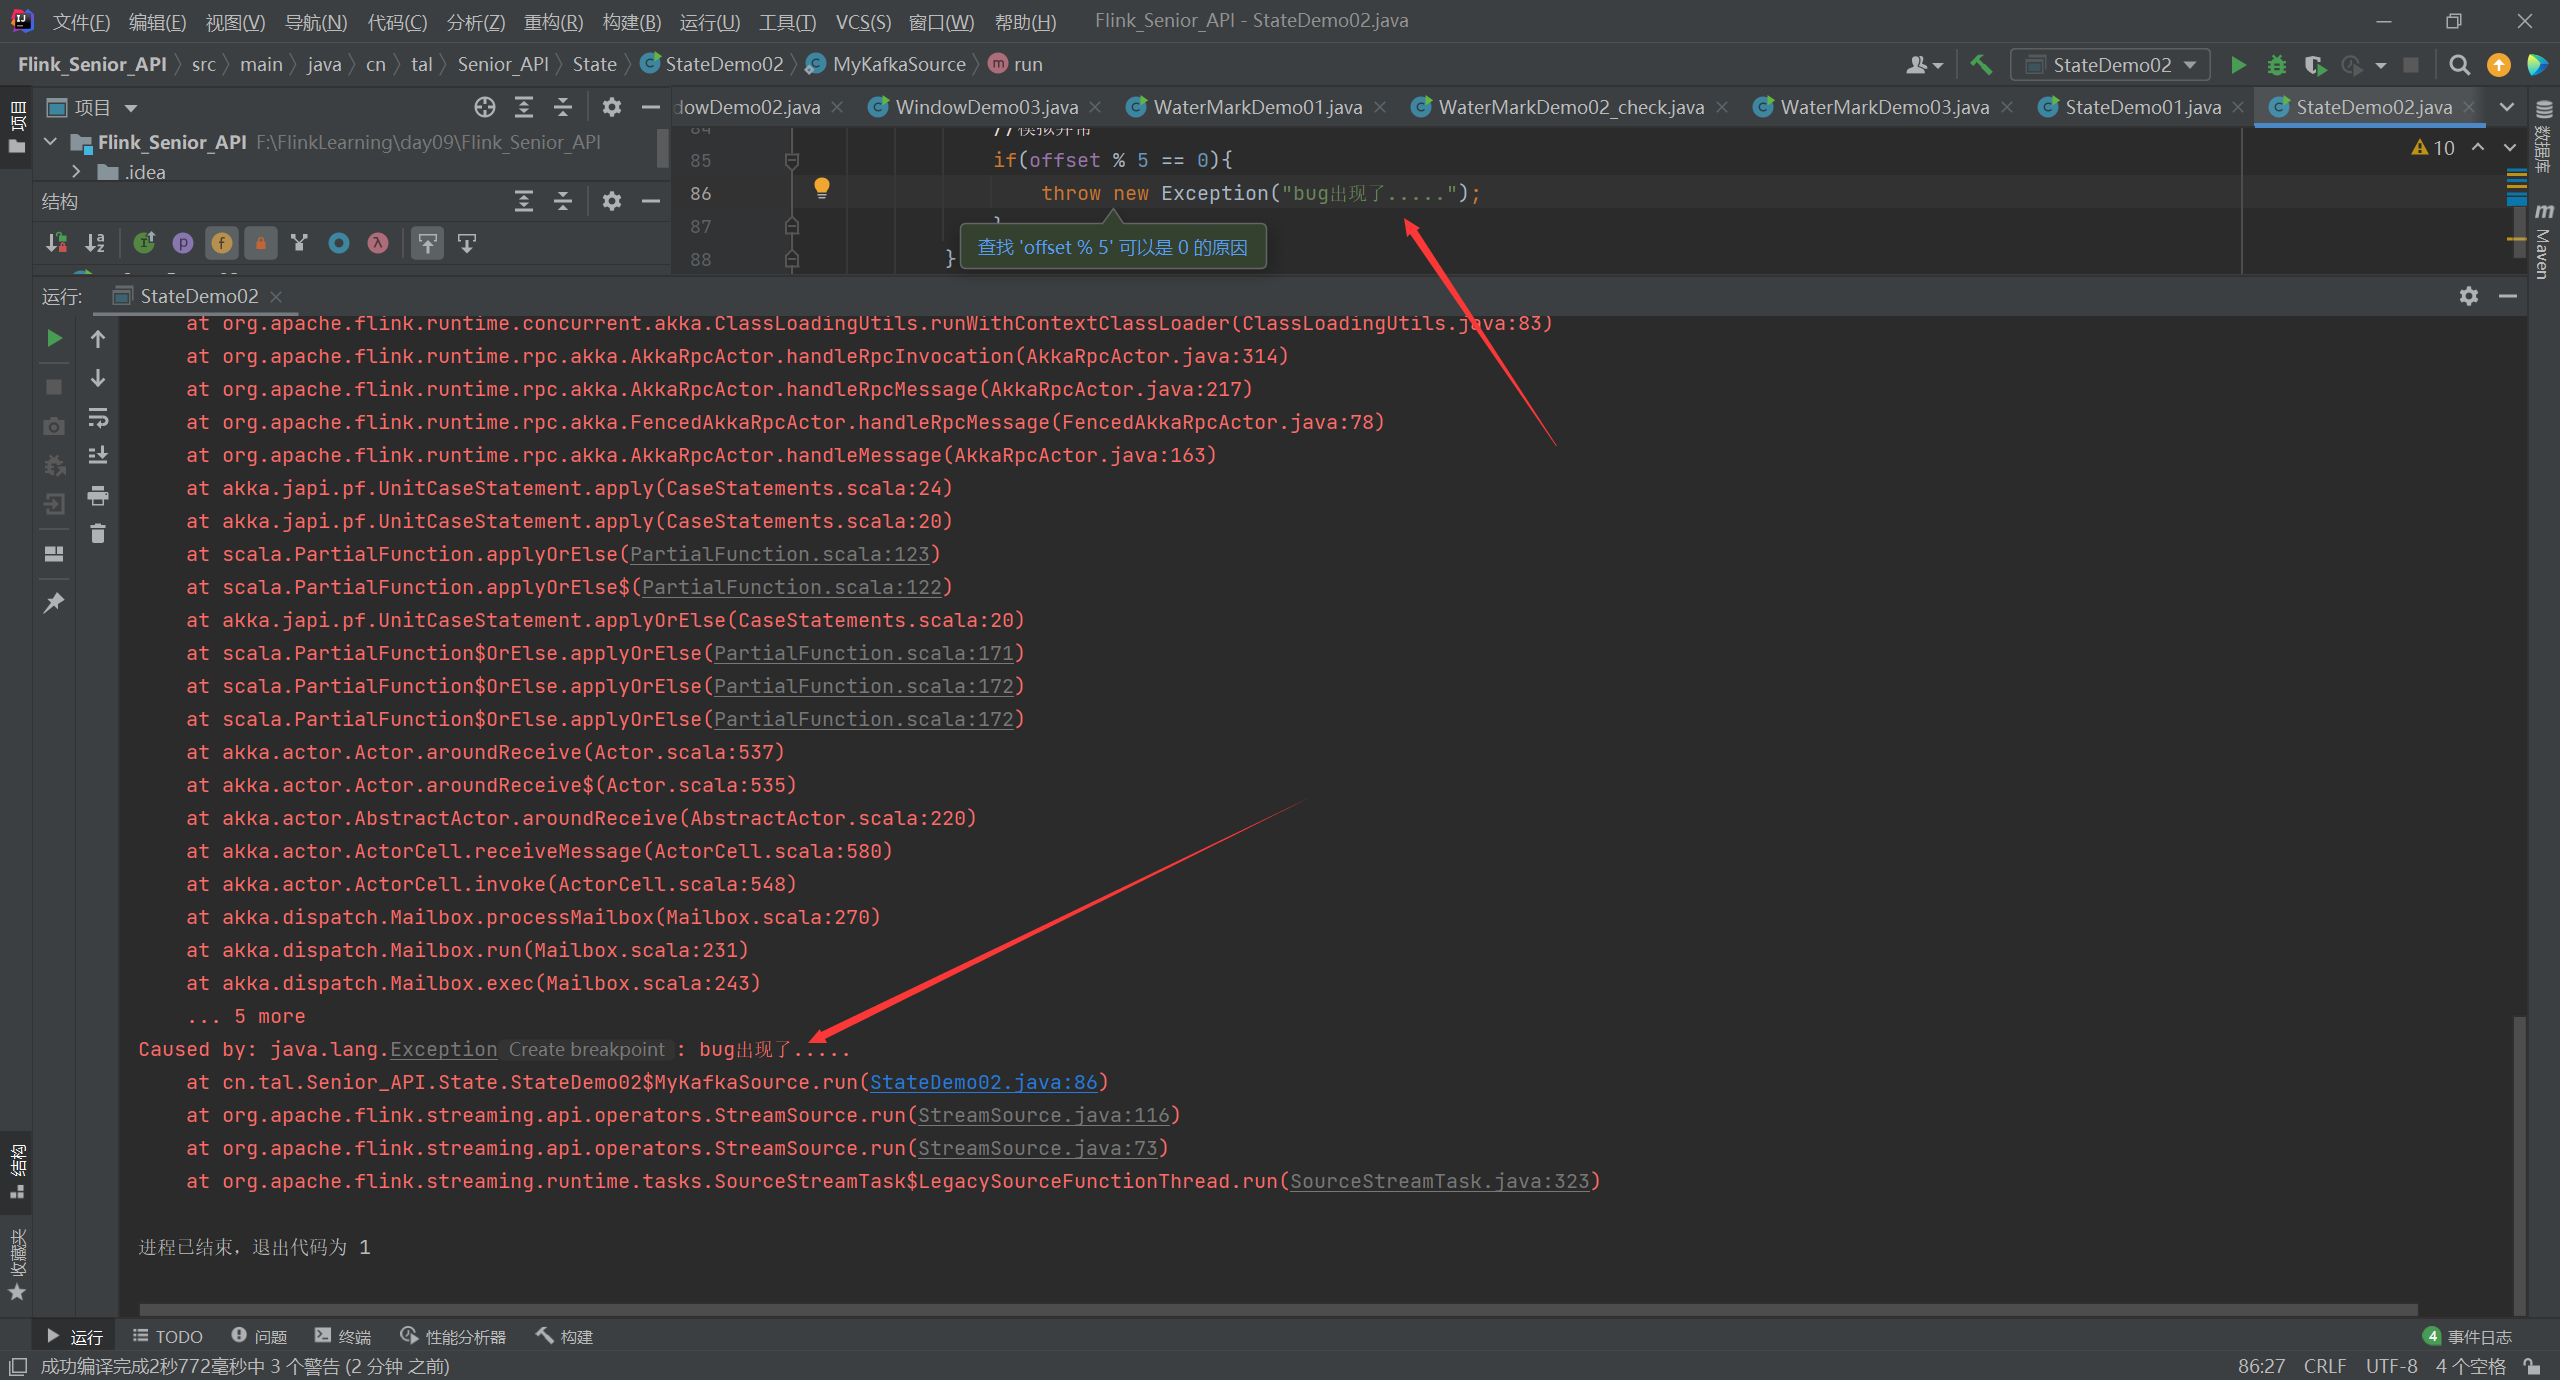 文件(F) 编辑(E) 视图(V) 导航(N) 代码(C) 分析(Z) 重构(R) 构建(B) 运行(U) 工具(T) VCS(S) 窗口(W) 帮助(H) Flink_Senior_API - StateDemo02.java
Flink_Senior_API src main java cn tal Senior_API State StateDemo02 MyKafkaSource run StateDemo02
项目 dowDemo02.java WindowDemo03.java WaterMarkDemo01.java WaterMarkDemo02_check.java WaterMarkDemo03.java StateDemo01.java StateDemo02.java
项目
Flink_Senior_API F:\FlinkLearning\day09\Flink_Senior_API
.idea
结构
84 //模拟异常
85 if(offset % 5 == 0){
86 throw new Exception("bug出现了.....");
87
88 }
查找 'offset % 5' 可以是 0 的原因
10
数据库
Maven
运行: StateDemo02
at org.apache.flink.runtime.concurrent.akka.ClassLoadingUtils.runWithContextClassLoader(ClassLoadingUtils.java:83)
at org.apache.flink.runtime.rpc.akka.AkkaRpcActor.handleRpcInvocation(AkkaRpcActor.java:314)
at org.apache.flink.runtime.rpc.akka.AkkaRpcActor.handleRpcMessage(AkkaRpcActor.java:217)
at org.apache.flink.runtime.rpc.akka.FencedAkkaRpcActor.handleRpcMessage(FencedAkkaRpcActor.java:78)
at org.apache.flink.runtime.rpc.akka.AkkaRpcActor.handleMessage(AkkaRpcActor.java:163)
at akka.japi.pf.UnitCaseStatement.apply(CaseStatements.scala:24)
at akka.japi.pf.UnitCaseStatement.apply(CaseStatements.scala:20)
at scala.PartialFunction.applyOrElse(PartialFunction.scala:123)
at scala.PartialFunction.applyOrElse$(PartialFunction.scala:122)
at akka.japi.pf.UnitCaseStatement.applyOrElse(CaseStatements.scala:20)
at scala.PartialFunction$OrElse.applyOrElse(PartialFunction.scala:171)
at scala.PartialFunction$OrElse.applyOrElse(PartialFunction.scala:172)
at scala.PartialFunction$OrElse.applyOrElse(PartialFunction.scala:172)
at akka.actor.Actor.aroundReceive(Actor.scala:537)
at akka.actor.Actor.aroundReceive$(Actor.scala:535)
at akka.actor.AbstractActor.aroundReceive(AbstractActor.scala:220)
at akka.actor.ActorCell.receiveMessage(ActorCell.scala:580)
at akka.actor.ActorCell.invoke(ActorCell.scala:548)
at akka.dispatch.Mailbox.processMailbox(Mailbox.scala:270)
at akka.dispatch.Mailbox.run(Mailbox.scala:231)
at akka.dispatch.Mailbox.exec(Mailbox.scala:243)
... 5 more
Caused by: java.lang.Exception Create breakpoint : bug出现了.....
at cn.tal.Senior_API.State.StateDemo02$MyKafkaSource.run(StateDemo02.java:86)
at org.apache.flink.streaming.api.operators.StreamSource.run(StreamSource.java:116)
at org.apache.flink.streaming.api.operators.StreamSource.run(StreamSource.java:73)
at org.apache.flink.streaming.runtime.tasks.SourceStreamTask$LegacySourceFunctionThread.run(SourceStreamTask.java:323)
进程已结束，退出代码为 1
结构
收藏夹
运行 TODO 问题 终端 性能分析器 构建 4 事件日志
成功编译完成2秒772毫秒中 3 个警告 (2 分钟 之前) 86:27 CRLF UTF-8 4 个空格